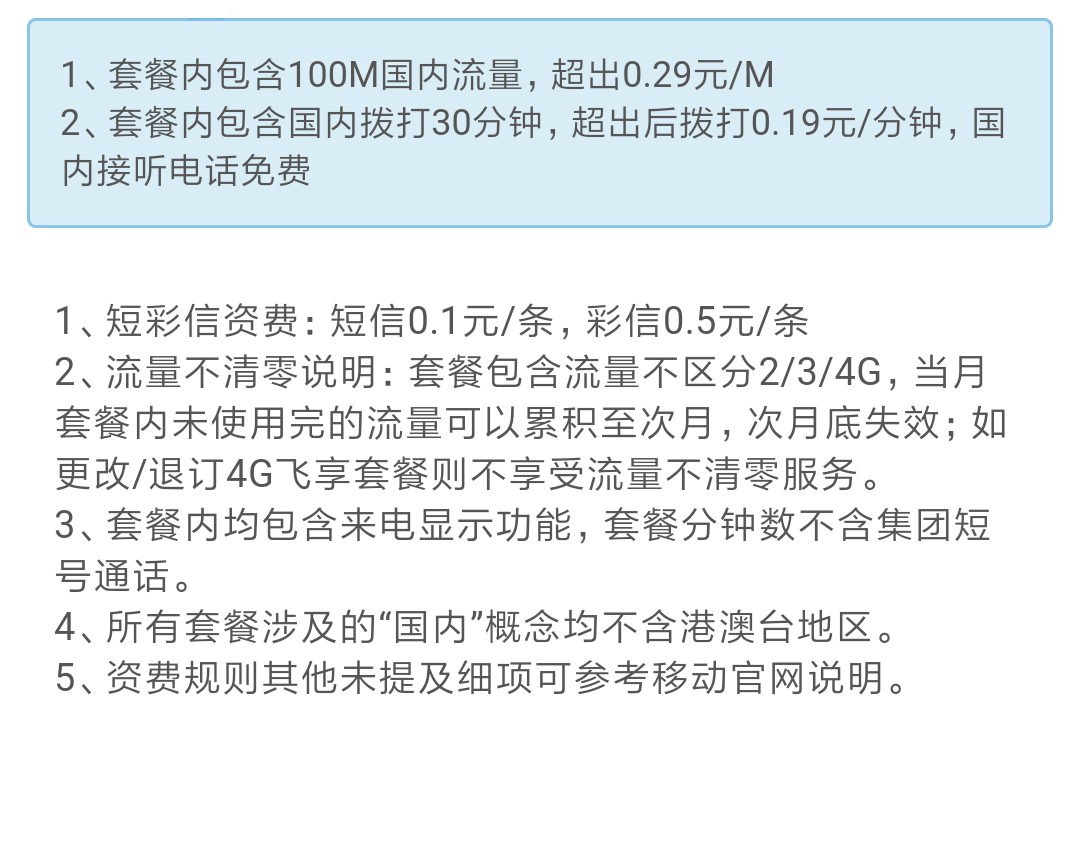 1、套餐内包含100M国内流量，超出0.29元/M
2、套餐内包含国内拨打30分钟，超出后拨打0.19元/分钟，国
内接听电话免费
1、短彩信资费：短信0.1元/条，彩信0.5元/条
2、流量不清零说明：套餐包含流量不区分2/3/4G，当月
套餐内未使用完的流量可以累积至次月，次月底失效；如
更改/退订4G飞享套餐则不享受流量不清零服务。
3、套餐内均包含来电显示功能，套餐分钟数不含集团短
号通话。
4、所有套餐涉及的“国内”概念均不含港澳台地区。
5、资费规则其他未提及细项可参考移动官网说明。